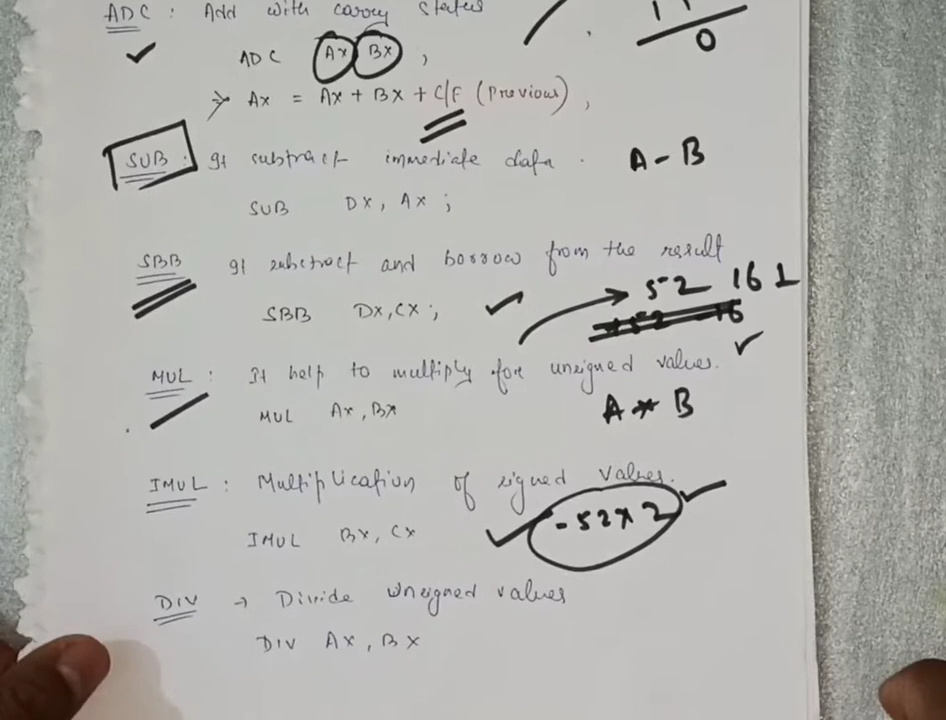 ADC : Add with carry status
0
ADC Ax Bx ,
Ax = Ax + Bx + C/F (Previous) ,
SUB : It subtract immediate data . A - B
SUB Dx, Ax ;
SBB It subtract and borrow from the result
52 16 1
SBB Dx, Cx ;
MUL : It help to multiply for unsigned values.
MUL Ax, Bx A * B
IMUL : Multiplication of signed values.
- 52 x 2
IMUL Bx, Cx
DIV → Divide unsigned values
DIV Ax, Bx